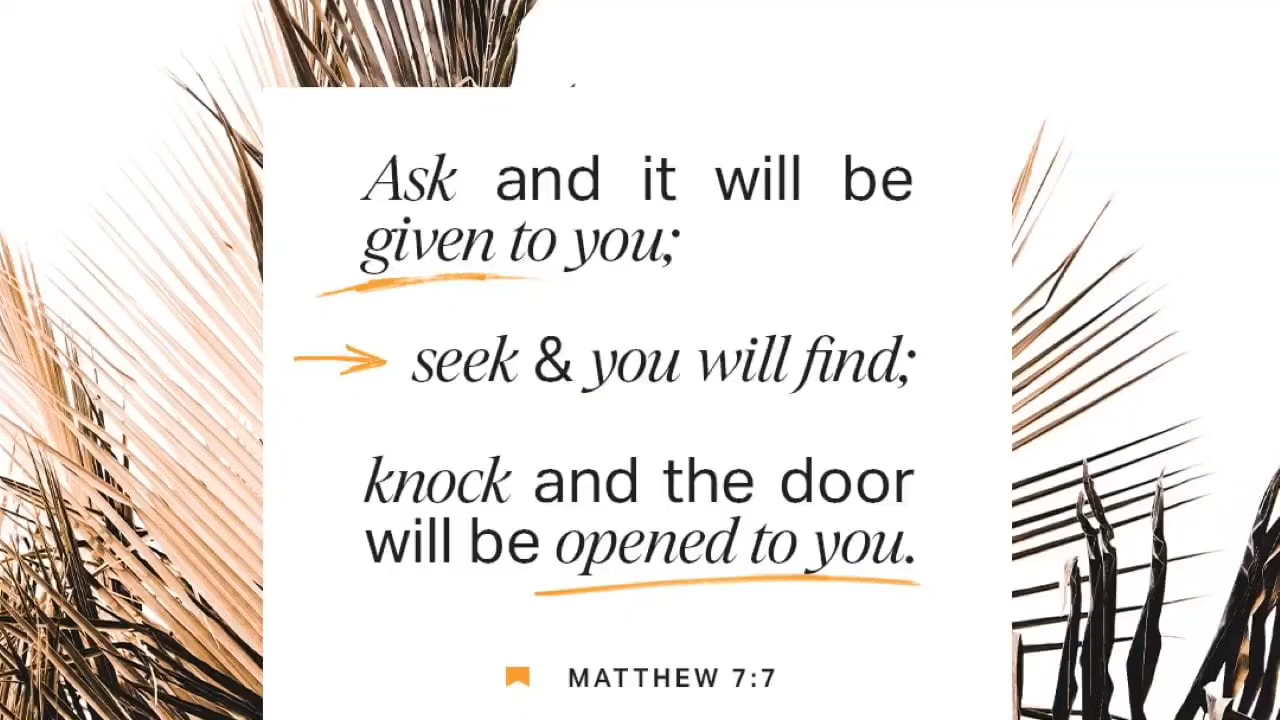 Ask and it will be
given to you;
seek & you will find;
knock and the door
will be opened to you.
MATTHEW 7:7